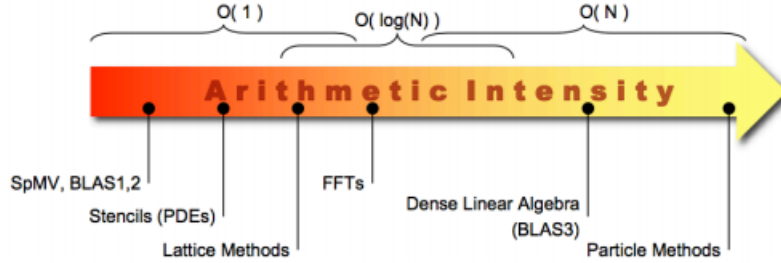 O( 1 )
O( log(N) )
O( N )
Arithmetic Intensity
SpMV, BLAS1,2
FFTs
Dense Linear Algebra
(BLAS3)
Stencils (PDEs)
Lattice Methods
Particle Methods